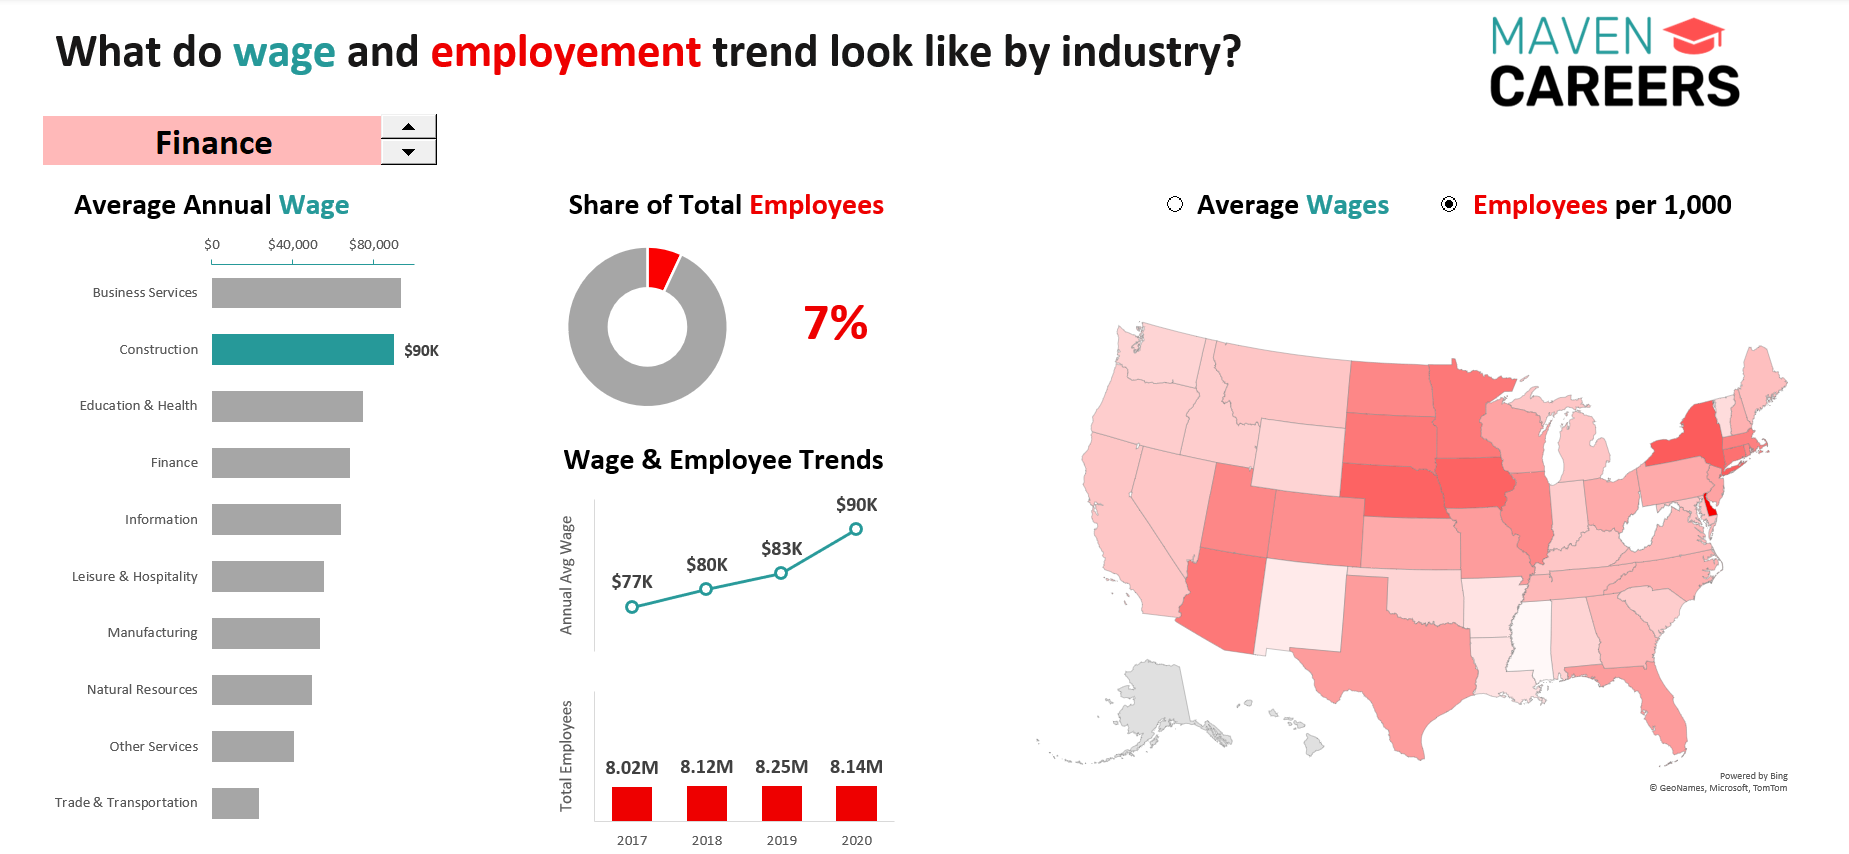 What do wage and employement trend look like by industry?
MAVEN
CAREERS
Finance
Average Annual Wage
$0 $40,000 $80,000
Business Services
Construction $90K
Education & Health
Finance
Information
Leisure & Hospitality
Manufacturing
Natural Resources
Other Services
Trade & Transportation
Share of Total Employees
7%
Wage & Employee Trends
Annual Avg Wage
$77K $80K $83K $90K
Total Employees
8.02M 8.12M 8.25M 8.14M
2017 2018 2019 2020
Average Wages
Employees per 1,000
Powered by Bing
© GeoNames, Microsoft, TomTom